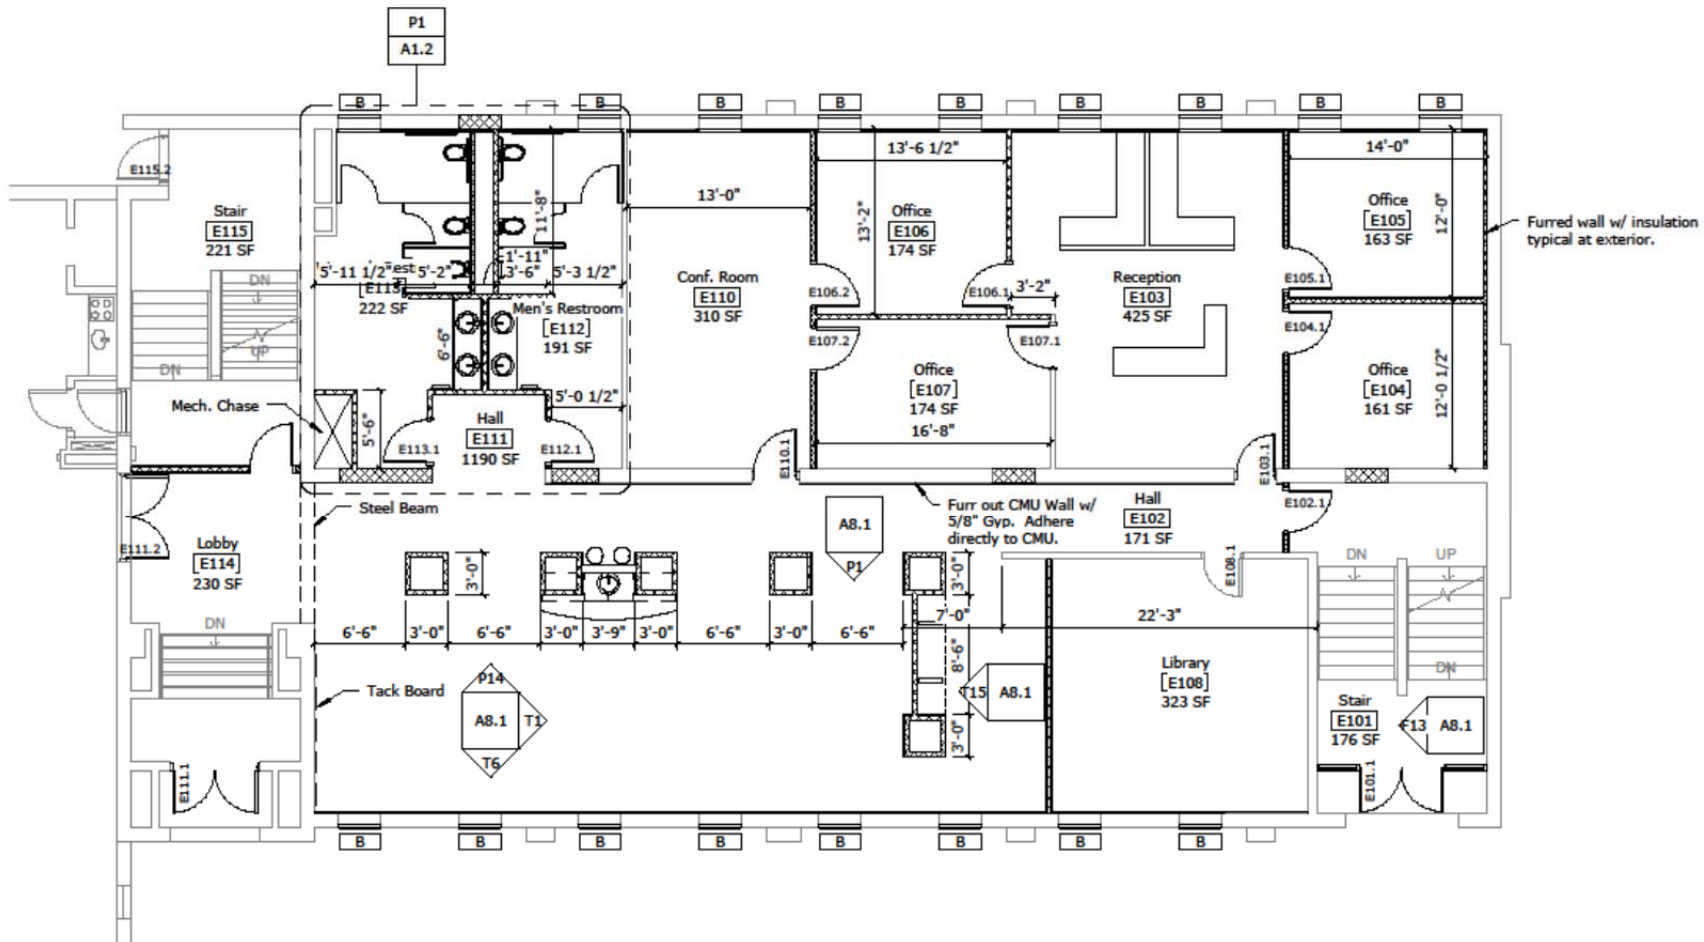 P1
A1.2
B
B
B
B
B
B
B
B
B
E115.2
Stair
E115
221 SF
DN
UP
DN
5'-11 1/2"
5'-2"
222 SF
11'-8"
1'-11"
3'-6"
5'-3 1/2"
Men's Restroom
[E112]
191 SF
6'-6"
5'-0 1/2"
Mech. Chase
5'-6"
Hall
E111
1190 SF
E113.1
E112.1
13'-0"
Conf. Room
E110
310 SF
E110.1
13'-6 1/2"
13'-2"
Office
E106
174 SF
E106.2
E106.1
3'-2"
E107.2
E107.1
Office
[E107]
174 SF
16'-8"
Reception
E103
425 SF
E103.1
14'-0"
Office
[E105]
163 SF
12'-0"
E105.1
E104.1
Office
[E104]
161 SF
12'-0 1/2"
Furred wall w/ insulation
typical at exterior.
Steel Beam
Lobby
[E114]
230 SF
E111.2
DN
E111.1
Tack Board
A8.1
P1
Furr out CMU Wall w/
5/8" Gyp. Adhere
directly to CMU.
Hall
E102
171 SF
E102.1
E108.1
3'-0"
3'-0"
6'-6"
3'-0"
6'-6"
3'-0"
3'-9"
3'-0"
6'-6"
3'-0"
6'-6"
7'-0"
22'-3"
8'-6"
3'-0"
P14
A8.1
T1
T6
T15
A8.1
Library
[E108]
323 SF
DN
UP
DN
Stair
E101
176 SF
F13
A8.1
E101.1
B
B
B
B
B
B
B
B